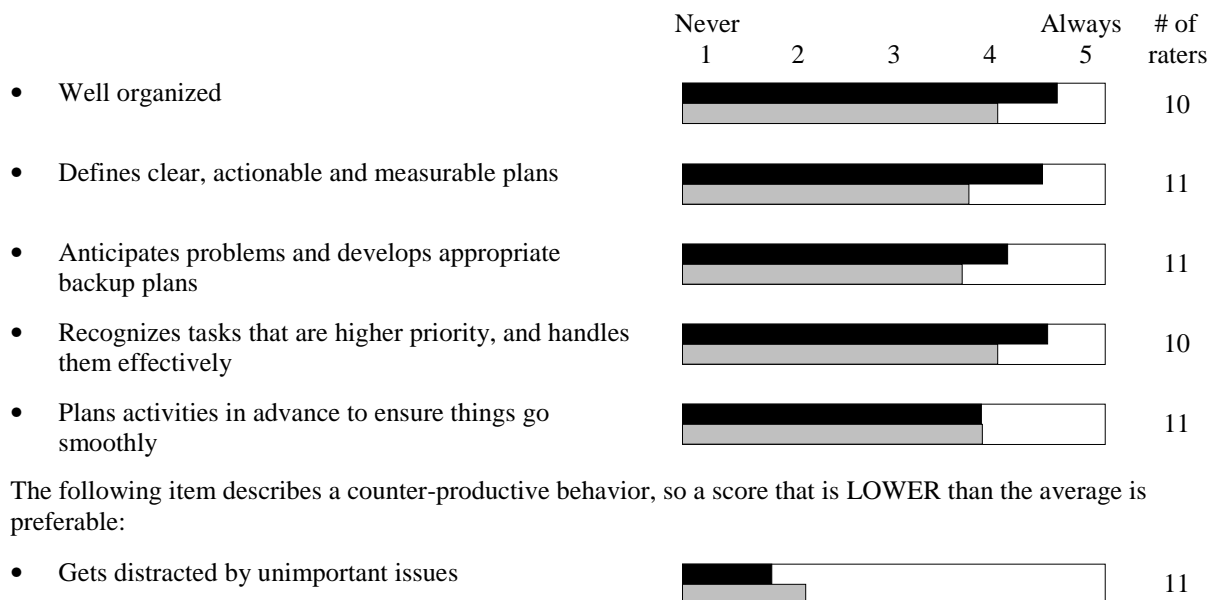 Never Always # of
1 2 3 4 5 raters
• Well organized 10
• Defines clear, actionable and measurable plans 11
• Anticipates problems and develops appropriate
backup plans 11
• Recognizes tasks that are higher priority, and handles
them effectively 10
• Plans activities in advance to ensure things go
smoothly 11
The following item describes a counter-productive behavior, so a score that is LOWER than the average is
preferable:
• Gets distracted by unimportant issues 11